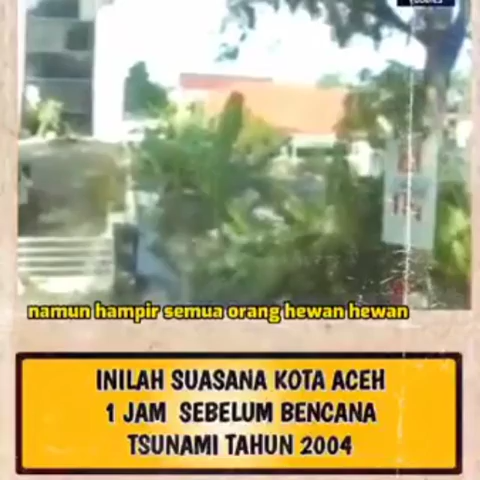 namun hampir semua orang hewan hewan
INILAH SUASANA KOTA ACEH
1 JAM SEBELUM BENCANA
TSUNAMI TAHUN 2004